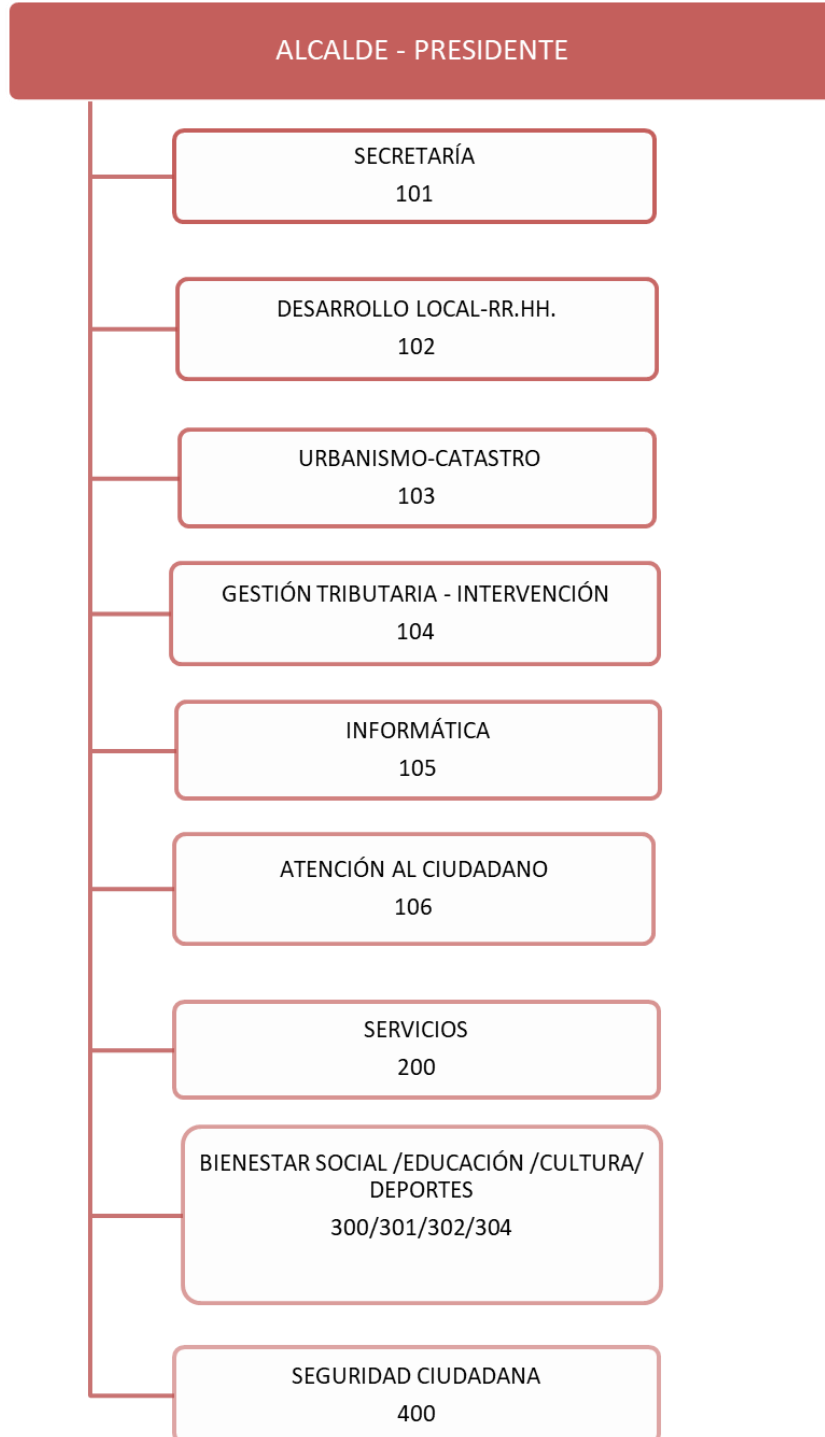 ALCALDE - PRESIDENTE
SECRETARÍA
101
DESARROLLO LOCAL-RR.HH.
102
URBANISMO-CATASTRO
103
GESTIÓN TRIBUTARIA - INTERVENCIÓN
104
INFORMÁTICA
105
ATENCIÓN AL CIUDADANO
106
SERVICIOS
200
BIENESTAR SOCIAL /EDUCACIÓN /CULTURA/
DEPORTES
300/301/302/304
SEGURIDAD CIUDADANA
400